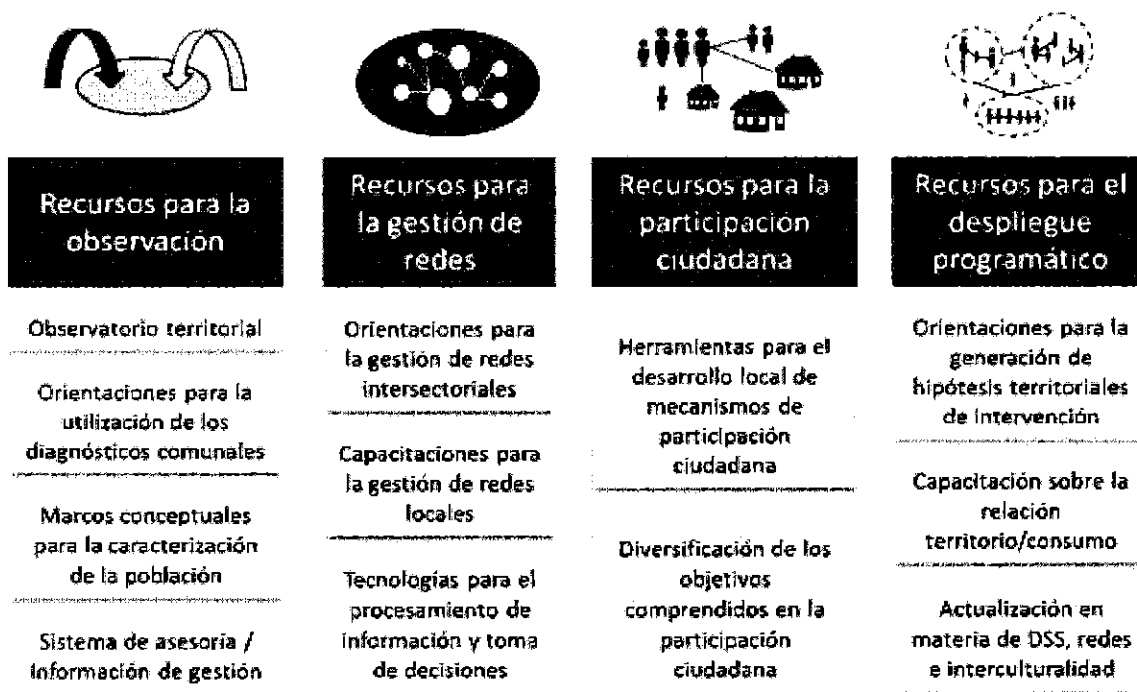 Recursos para la
observación
Observatorio territorial
Orientaciones para la
utilización de los
diagnósticos comunales
Marcos conceptuales
para la caracterización
de la población
Sistema de asesoría /
Información de gestión
Recursos para
la gestión de
redes
Orientaciones para
la gestión de redes
intersectoriales
Capacitaciones para
la gestión de redes
locales
Tecnologías para el
procesamiento de
información y toma
de decisiones
Recursos para la
participación
ciudadana
Herramientas para el
desarrollo local de
mecanismos de
participación
ciudadana
Diversificación de los
objetivos
comprendidos en la
participación
ciudadana
Recursos para el
despliegue
programático
Orientaciones para la
generación de
hipótesis territoriales
de intervención
Capacitación sobre la
relación
territorio/consumo
Actualización en
materia de DSS, redes
e interculturalidad